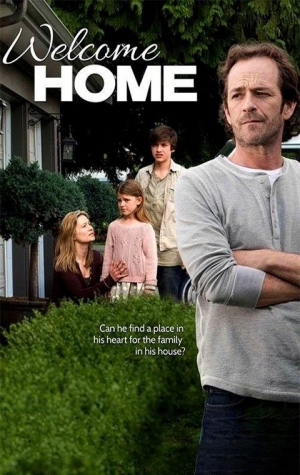 Welcome
HOME
Can he find a place in
his heart for the family
in his house?